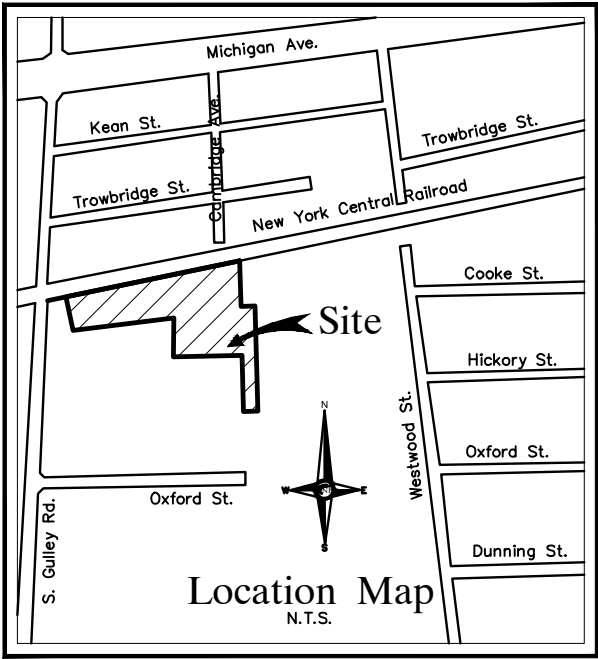 Michigan Ave.
Kean St.
Cambridge Ave.
Trowbridge St.
Trowbridge St.
New York Central Railroad
Cooke St.
Site
Hickory St.
Westwood St.
N
Oxford St.
W
E
Oxford St.
S. Gulley Rd.
S
Dunning St.
Location Map
N.T.S.